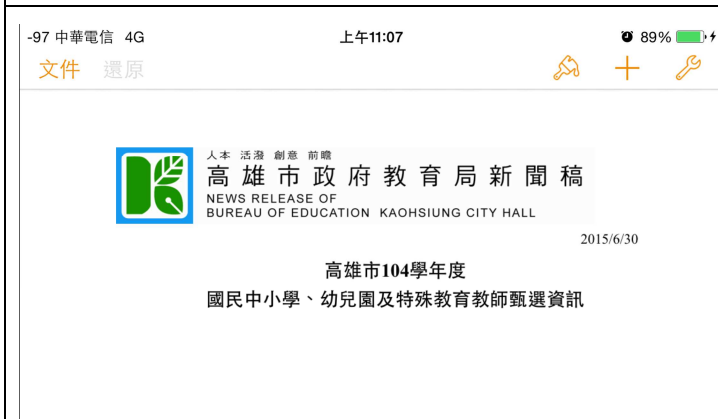 -97 中華電信 4G 上午11:07 89%
文件 還原
人本 活潑 創意 前瞻
高雄市政府教育局新聞稿
NEWS RELEASE OF
BUREAU OF EDUCATION KAOHSIUNG CITY HALL
2015/6/30
高雄市104學年度
國民中小學、幼兒園及特殊教育教師甄選資訊